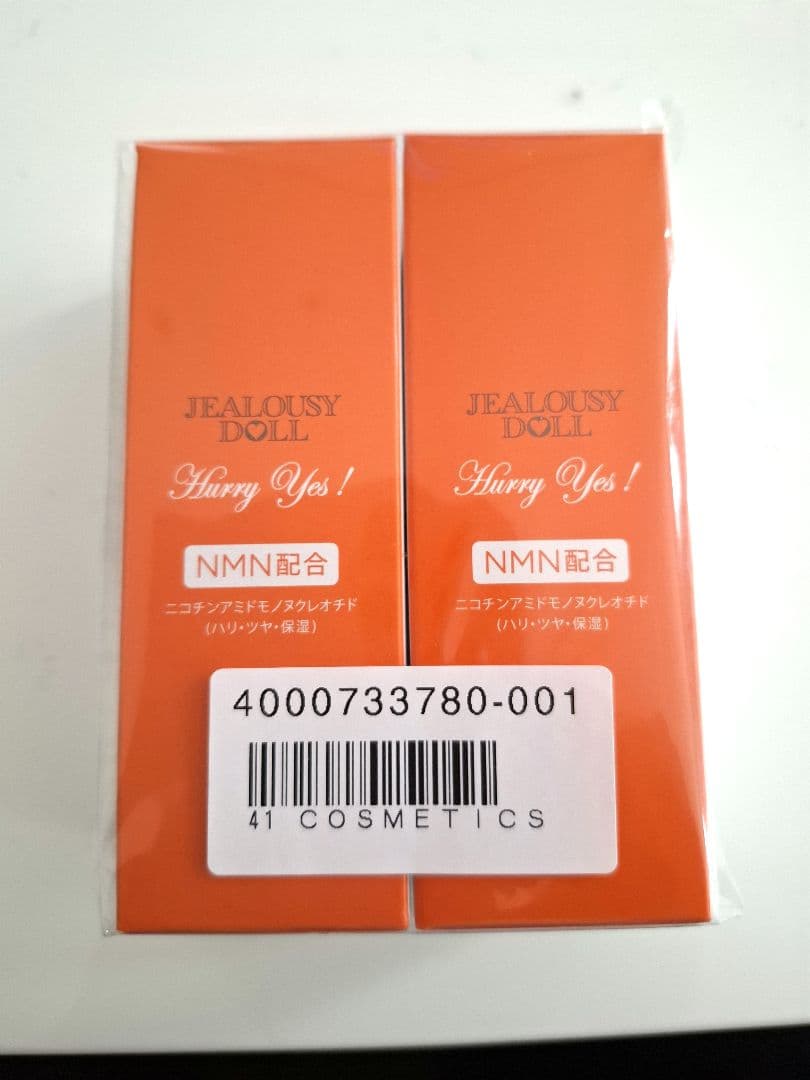 JEALOUSY
DOLL
Hurry Yes!
NMN配合
ニコチンアミドモノヌクレオチド
(ハリ・ツヤ・保湿)
JEALOUSY
DOLL
Hurry Yes!
NMN配合
ニコチンアミドモノヌクレオチド
(ハリ・ツヤ・保湿)
4000733780-001
41 COSMETICS